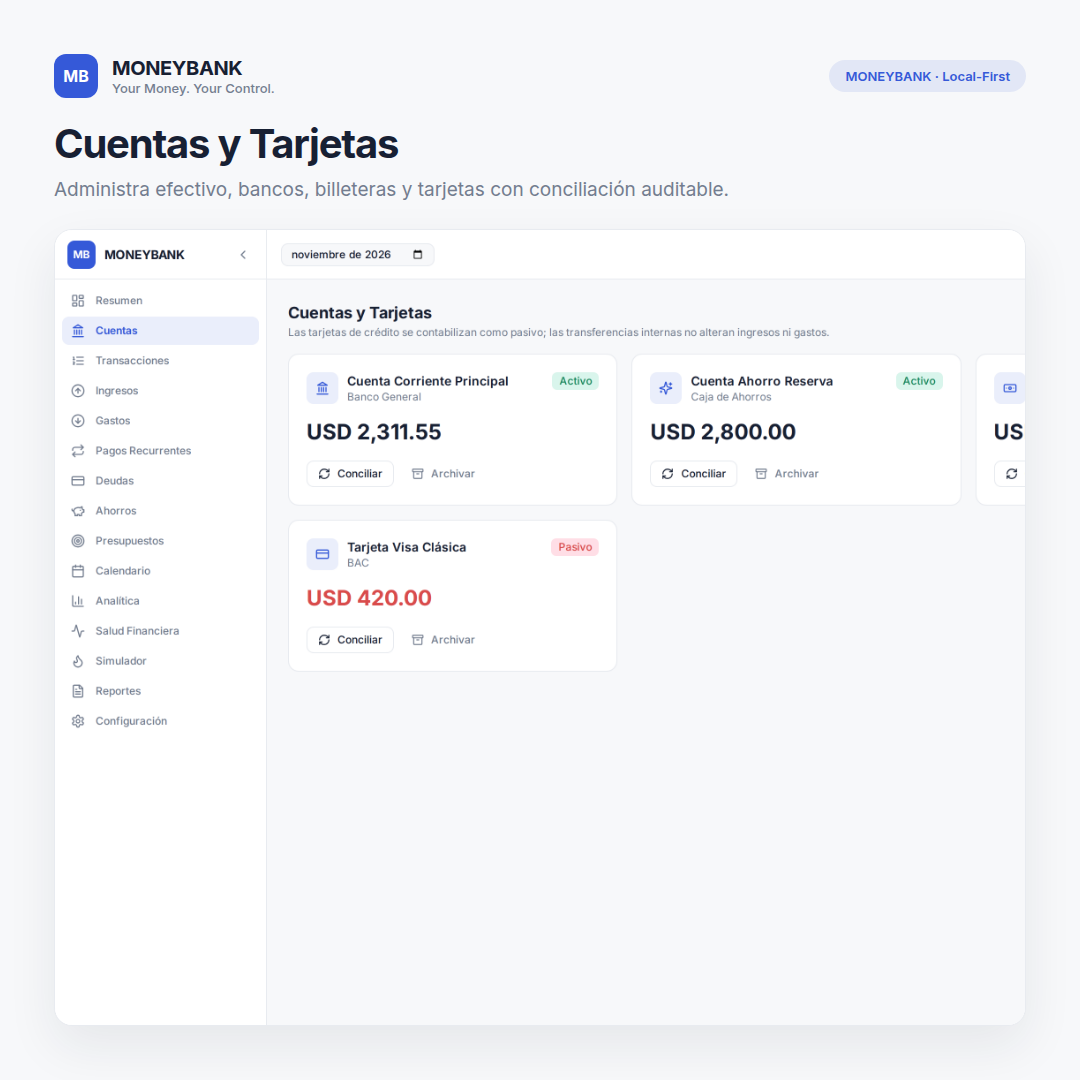 MB
MONEYBANK
Your Money. Your Control.
MONEYBANK · Local-First
Cuentas y Tarjetas
Administra efectivo, bancos, billeteras y tarjetas con conciliación auditable.
MB MONEYBANK
noviembre de 2026
Resumen
Cuentas
Transacciones
Ingresos
Gastos
Pagos Recurrentes
Deudas
Ahorros
Presupuestos
Calendario
Analítica
Salud Financiera
Simulador
Reportes
Configuración
Cuentas y Tarjetas
Las tarjetas de crédito se contabilizan como pasivo; las transferencias internas no alteran ingresos ni gastos.
Cuenta Corriente Principal
Activo
Banco General
USD 2,311.55
Conciliar
Archivar
Cuenta Ahorro Reserva
Activo
Caja de Ahorros
USD 2,800.00
Conciliar
Archivar
US
Tarjeta Visa Clásica
Pasivo
BAC
USD 420.00
Conciliar
Archivar